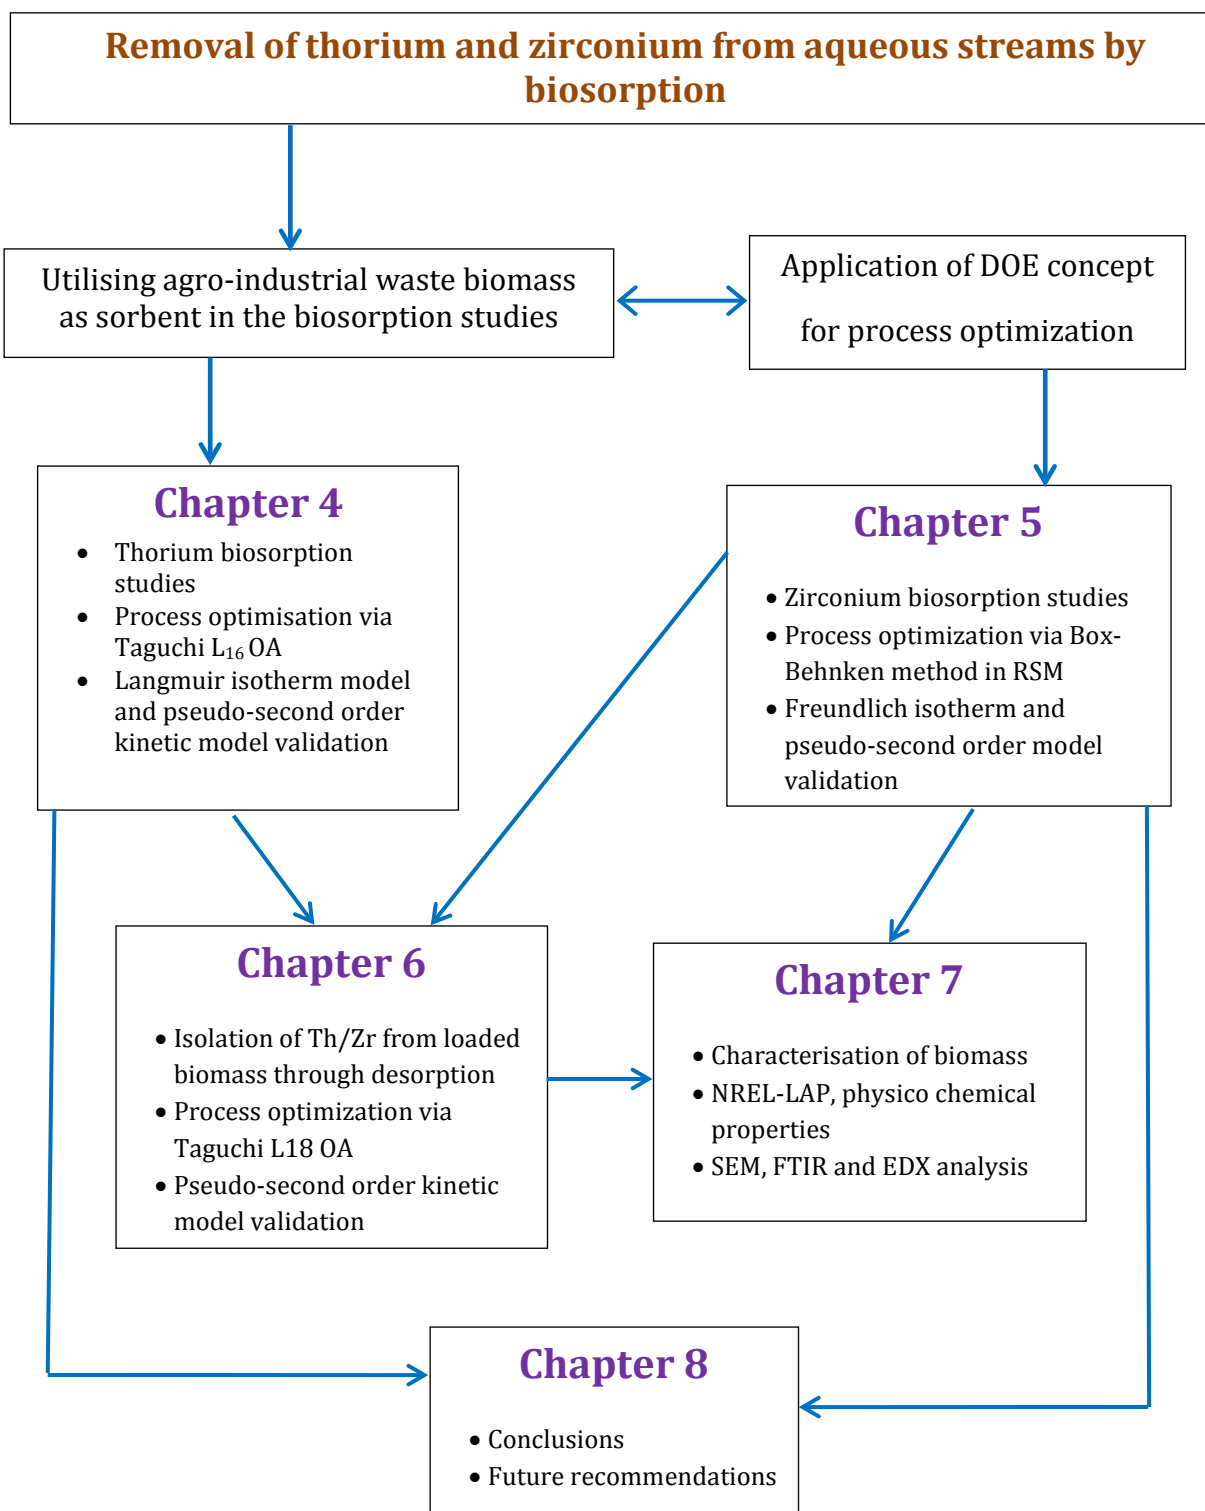 Removal of thorium and zirconium from aqueous streams by
biosorption
Utilising agro-industrial waste biomass
as sorbent in the biosorption studies
Application of DOE concept
for process optimization
Chapter 4
• Thorium biosorption
studies
• Process optimisation via
Taguchi L₁₆ OA
• Langmuir isotherm model
and pseudo-second order
kinetic model validation
Chapter 5
• Zirconium biosorption studies
• Process optimization via Box-
Behnken method in RSM
• Freundlich isotherm and
pseudo-second order model
validation
Chapter 6
• Isolation of Th/Zr from loaded
biomass through desorption
• Process optimization via
Taguchi L18 OA
• Pseudo-second order kinetic
model validation
Chapter 7
• Characterisation of biomass
• NREL-LAP, physico chemical
properties
• SEM, FTIR and EDX analysis
Chapter 8
• Conclusions
• Future recommendations